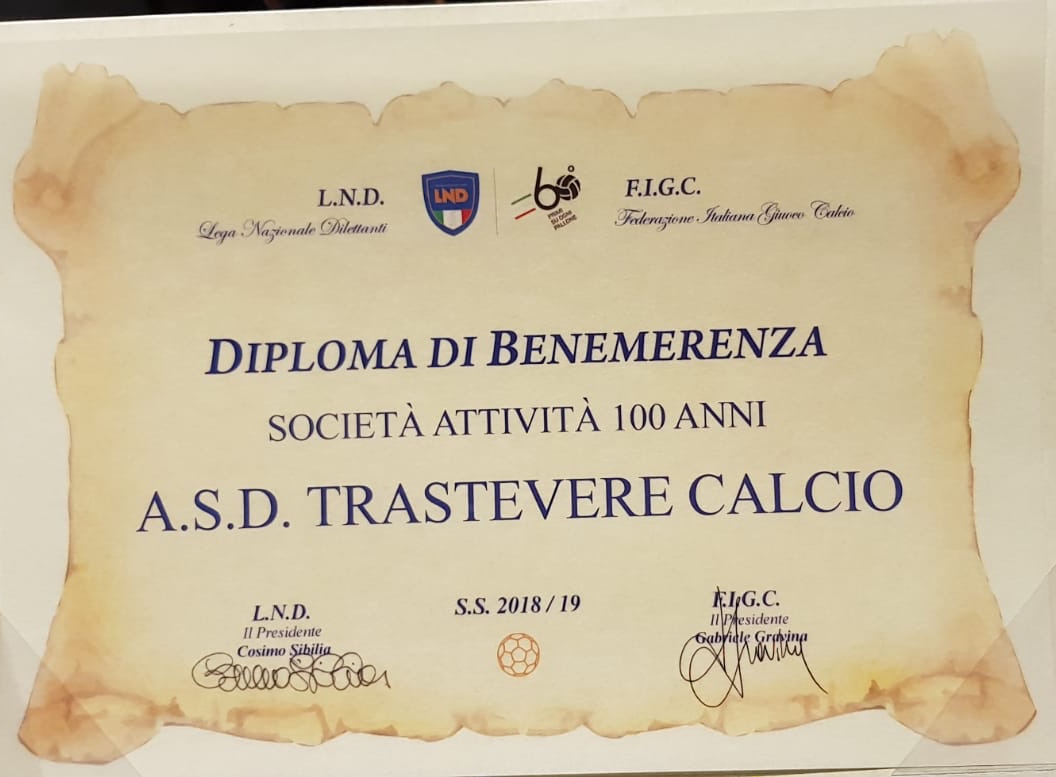 L.N.D.
Lega Nazionale Dilettanti
LND
60
PRIMI
SU OGNI
PALLONE
F.I.G.C.
Federazione Italiana Giuoco Calcio
DIPLOMA DI BENEMERENZA
SOCIETÀ ATTIVITÀ 100 ANNI
A.S.D. TRASTEVERE CALCIO
L.N.D.
Il Presidente
Cosimo Sibilia
S.S. 2018 / 19
F.I.G.C.
Il Presidente
Gabriele Gravina